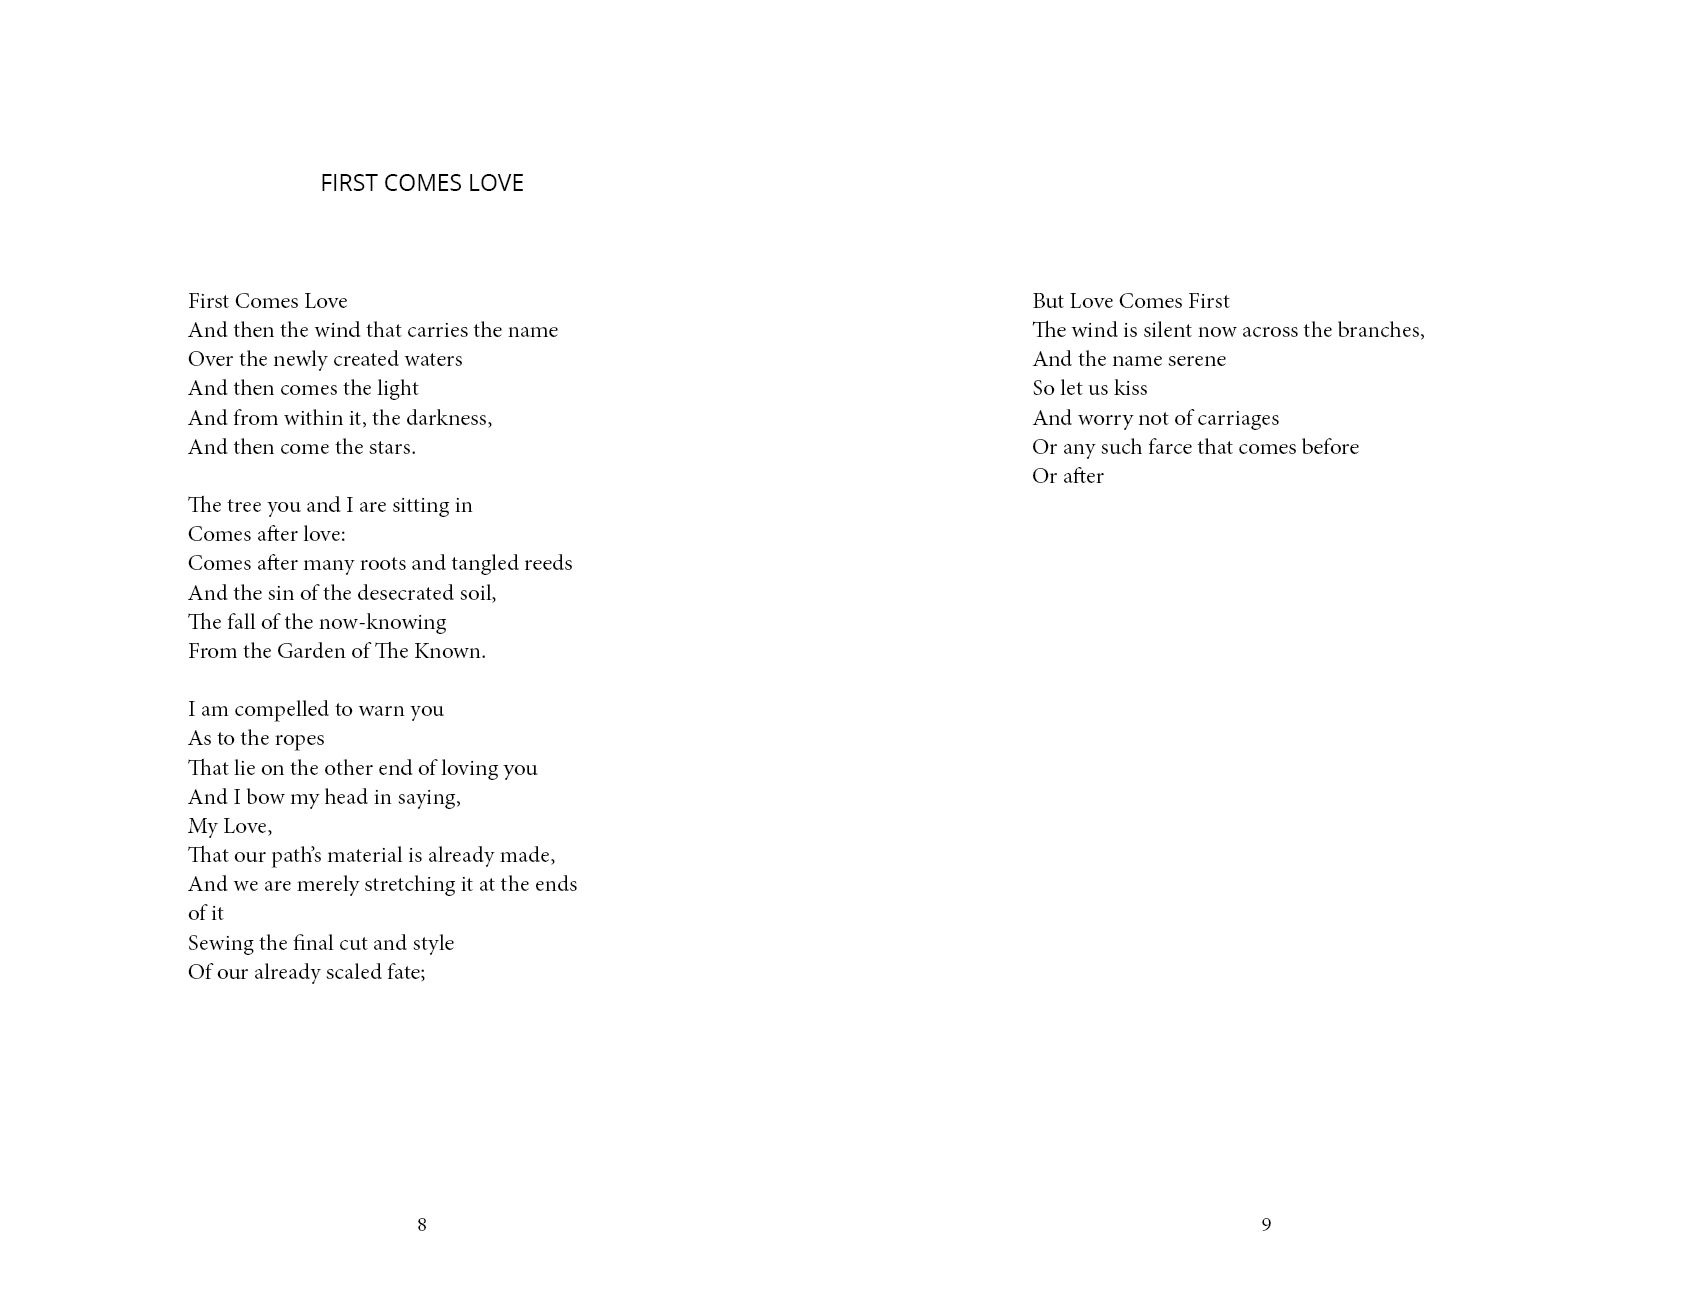 FIRST COMES LOVE
First Comes Love
And then the wind that carries the name
Over the newly created waters
And then comes the light
And from within it, the darkness,
And then come the stars.
The tree you and I are sitting in
Comes after love:
Comes after many roots and tangled reeds
And the sin of the desecrated soil,
The fall of the now-knowing
From the Garden of The Known.
I am compelled to warn you
As to the ropes
That lie on the other end of loving you
And I bow my head in saying,
My Love,
That our path’s material is already made,
And we are merely stretching it at the ends
of it
Sewing the final cut and style
Of our already scaled fate;
8
But Love Comes First
The wind is silent now across the branches,
And the name serene
So let us kiss
And worry not of carriages
Or any such farce that comes before
Or after
9